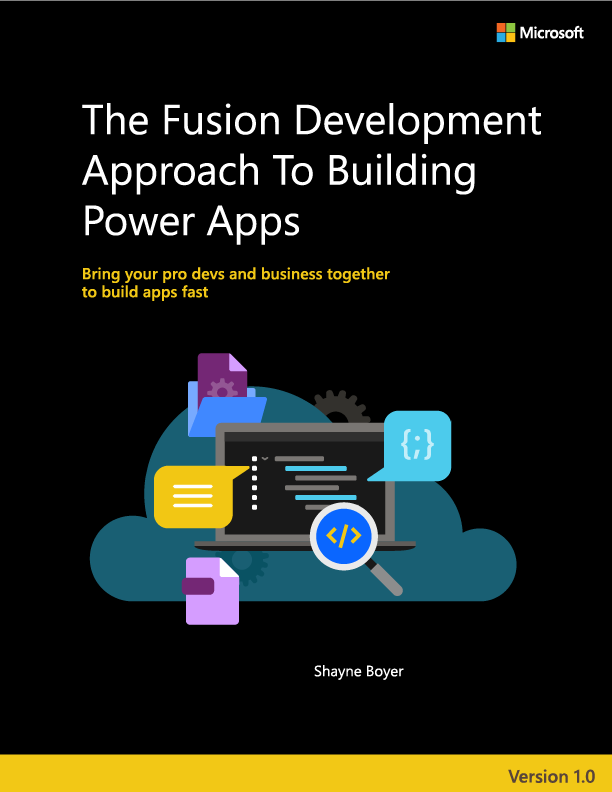 Microsoft
The Fusion Development
Approach To Building
Power Apps
Bring your pro devs and business together
to build apps fast
{;}
</>
Shayne Boyer
Version 1.0